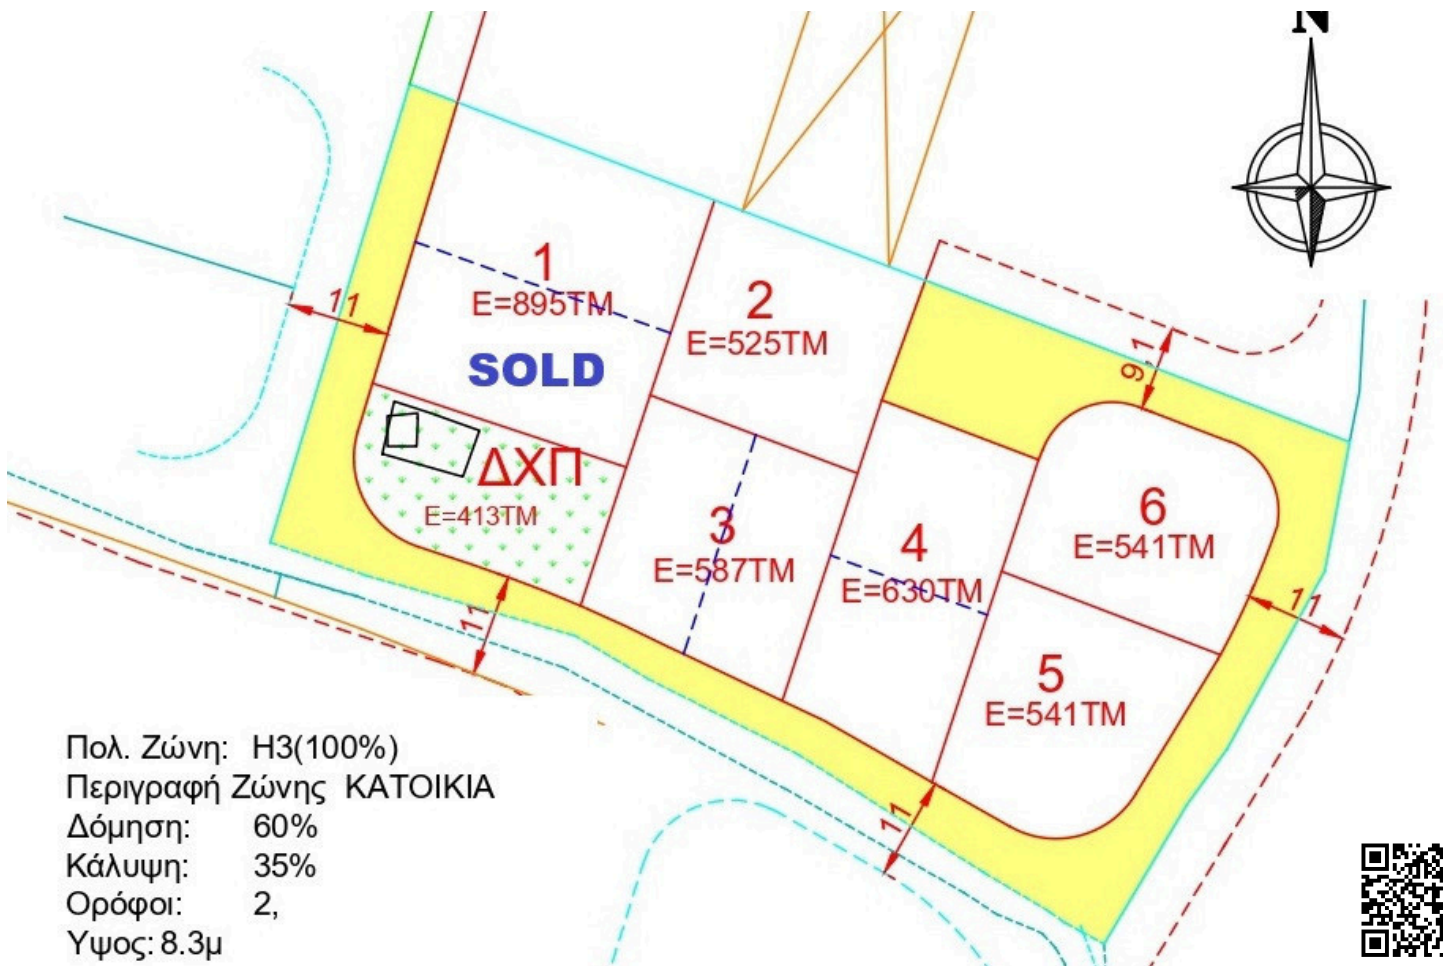 N
1
E=895TM
SOLD
11
2
E=525TM
9,1
ΔΧΠ
E=413TM
3
E=587TM
4
E=630TM
6
E=541TM
11
5
E=541TM
11
11
Πολ. Ζώνη: Η3(100%)
Περιγραφή Ζώνης ΚΑΤΟΙΚΙΑ
Δόμηση: 60%
Κάλυψη: 35%
Ορόφοι: 2,
Υψος: 8.3μ